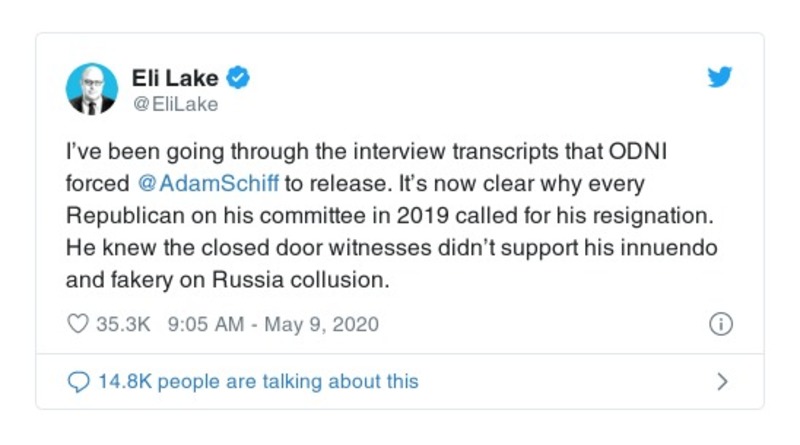 Eli Lake
@EliLake
I’ve been going through the interview transcripts that ODNI
forced @AdamSchiff to release. It’s now clear why every
Republican on his committee in 2019 called for his resignation.
He knew the closed door witnesses didn’t support his innuendo
and fakery on Russia collusion.
35.3K 9:05 AM - May 9, 2020
14.8K people are talking about this